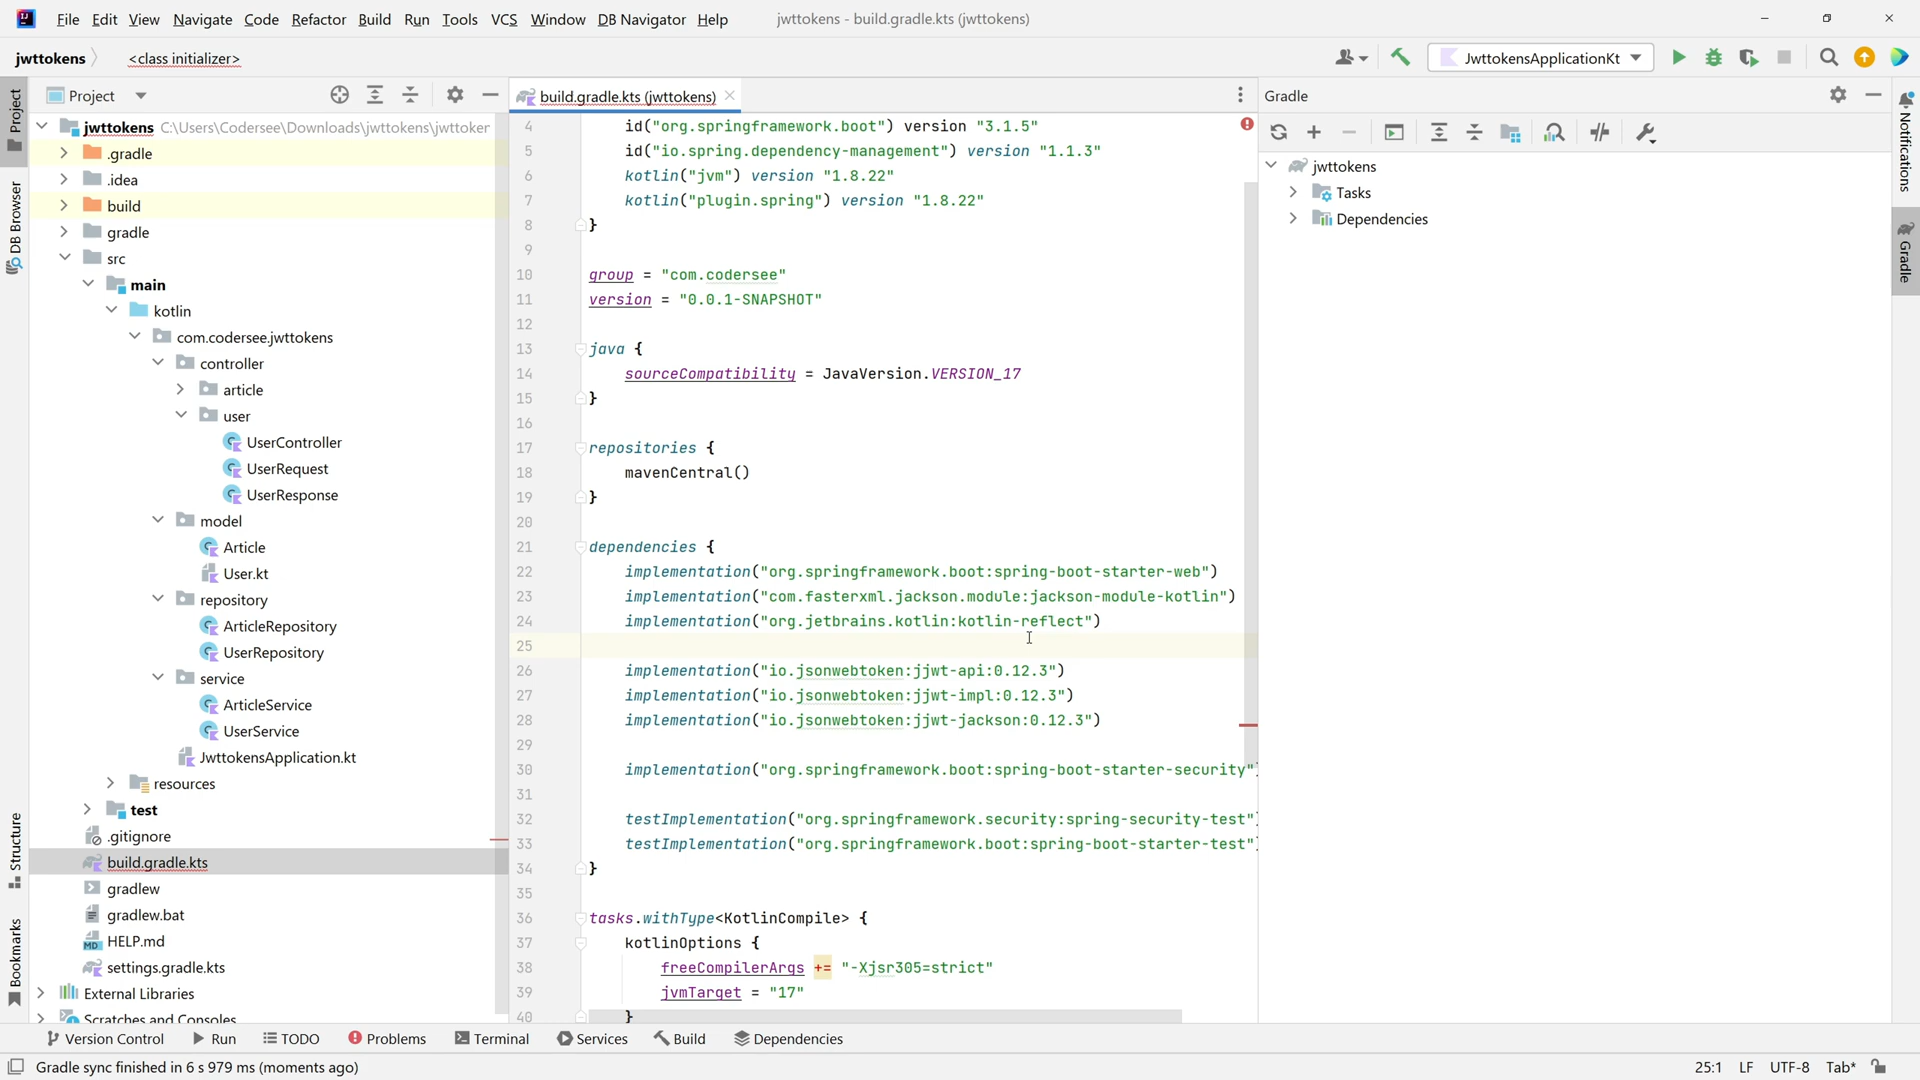 File Edit View Navigate Code Refactor Build Run Tools VCS Window DB Navigator Help jwttokens - build.gradle.kts (jwttokens)
jwttokens <class initializer> JwttokensApplicationKt
Project
build.gradle.kts (jwttokens)
Gradle
Project
DB Browser
Structure
Bookmarks
jwttokens C:\Users\Codersee\Downloads\jwttokens\jwttoker
.gradle
.idea
build
gradle
src
main
kotlin
com.codersee.jwttokens
controller
article
user
UserController
UserRequest
UserResponse
model
Article
User.kt
repository
ArticleRepository
UserRepository
service
ArticleService
UserService
JwttokensApplication.kt
resources
test
.gitignore
build.gradle.kts
gradlew
gradlew.bat
HELP.md
settings.gradle.kts
External Libraries
Scratches and Consoles
4 id("org.springframework.boot") version "3.1.5"
5 id("io.spring.dependency-management") version "1.1.3"
6 kotlin("jvm") version "1.8.22"
7 kotlin("plugin.spring") version "1.8.22"
8 }
9
10 group = "com.codersee"
11 version = "0.0.1-SNAPSHOT"
12
13 java {
14 sourceCompatibility = JavaVersion.VERSION_17
15 }
16
17 repositories {
18 mavenCentral()
19 }
20
21 dependencies {
22 implementation("org.springframework.boot:spring-boot-starter-web")
23 implementation("com.fasterxml.jackson.module:jackson-module-kotlin")
24 implementation("org.jetbrains.kotlin:kotlin-reflect")
25
26 implementation("io.jsonwebtoken:jjwt-api:0.12.3")
27 implementation("io.jsonwebtoken:jjwt-impl:0.12.3")
28 implementation("io.jsonwebtoken:jjwt-jackson:0.12.3")
29
30 implementation("org.springframework.boot:spring-boot-starter-security")
31
32 testImplementation("org.springframework.security:spring-security-test")
33 testImplementation("org.springframework.boot:spring-boot-starter-test")
34 }
35
36 tasks.withType<KotlinCompile> {
37 kotlinOptions {
38 freeCompilerArgs += "-Xjsr305=strict"
39 jvmTarget = "17"
40 }
jwttokens
Tasks
Dependencies
Notifications
Gradle
Version Control Run TODO Problems Terminal Services Build Dependencies
Gradle sync finished in 6 s 979 ms (moments ago) 25:1 LF UTF-8 Tab*